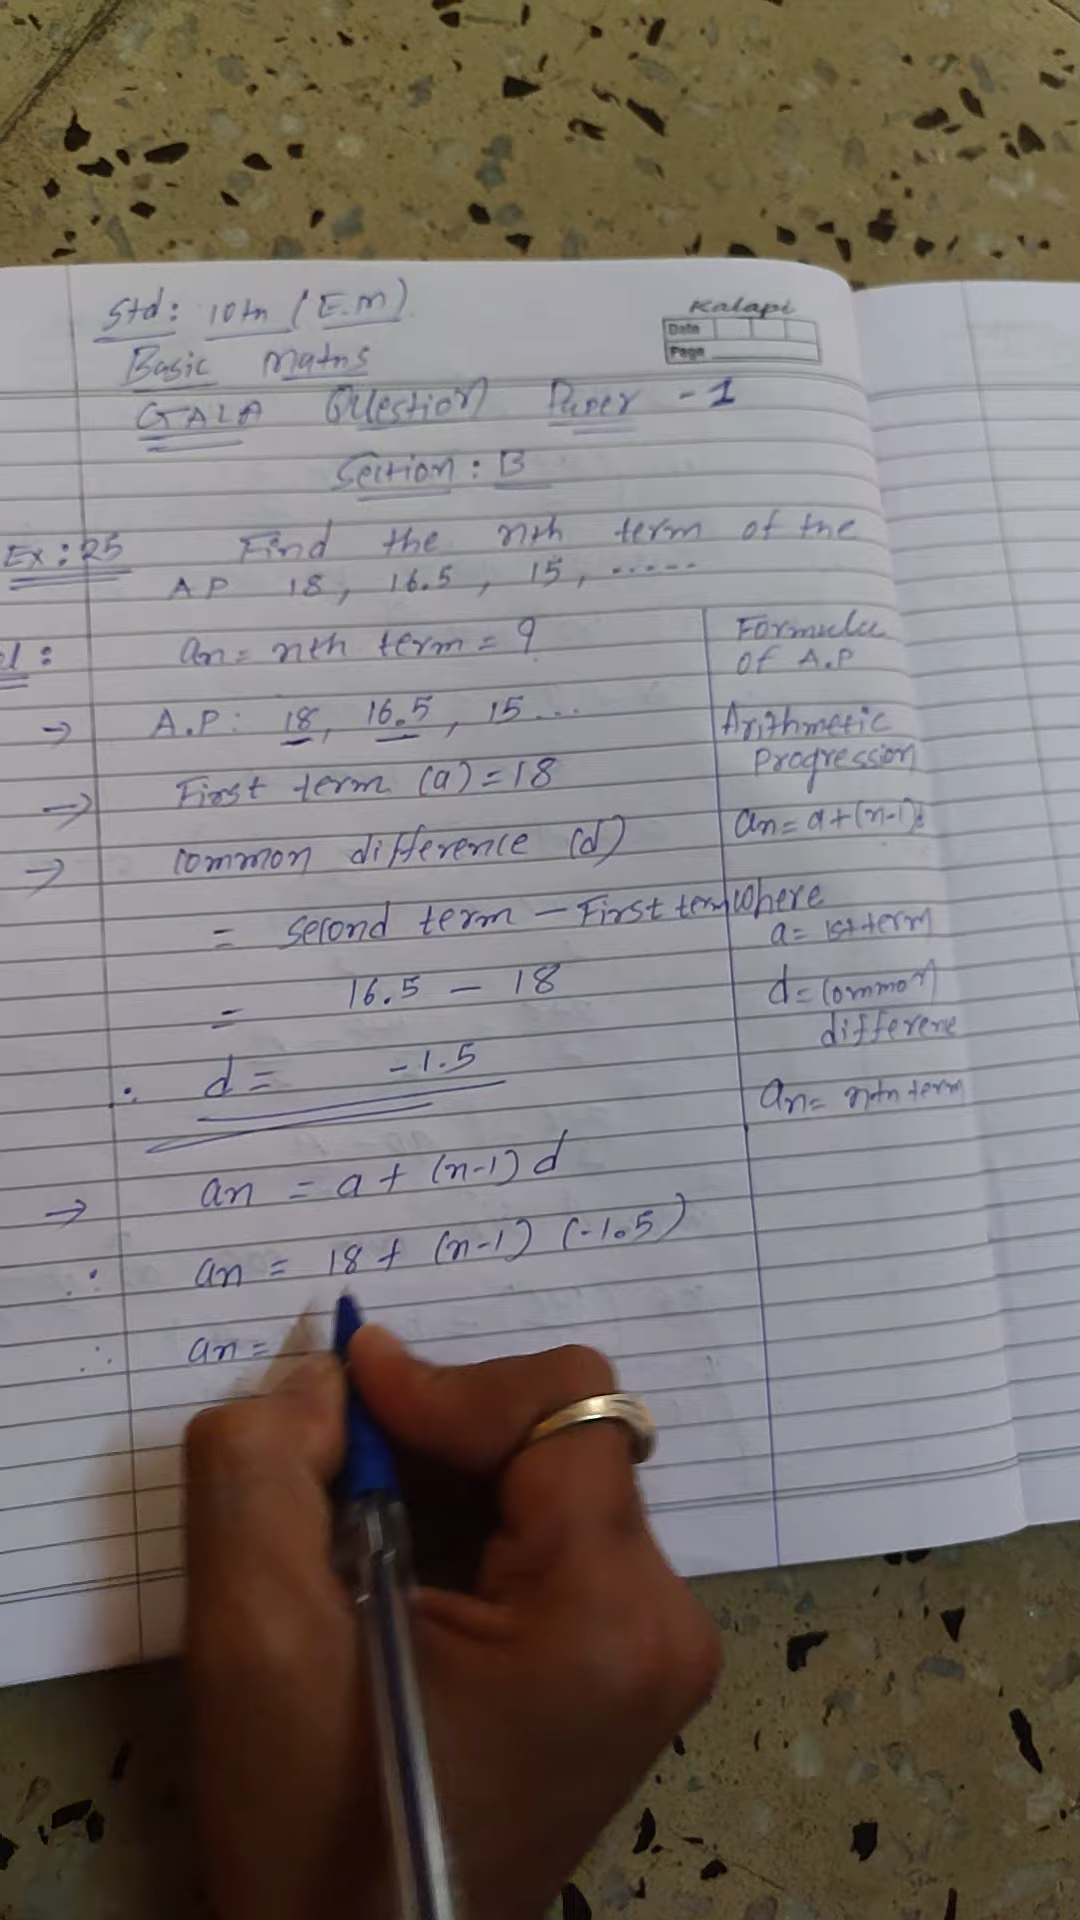 Std: 10th (E.M)
Kalapi
Date
Page
Basic Maths
GALA Question Paper - 1
Section: B
Ex: 25 Find the nth term of the
A.P 18, 16.5, 15, .....
an = nth term = ?
→ A.P: 18, 16.5, 15...
→ First term (a) = 18
→ common difference (d)
= second term - First term
= 16.5 - 18
∴ d = -1.5
→ an = a + (n-1) d
∴ an = 18 + (n-1) (-1.5)
∴ an =
Formula
of A.P
Arithmetic
Progression
an = a + (n-1)d
where
a = 1st term
d = common
differene
an = nth term